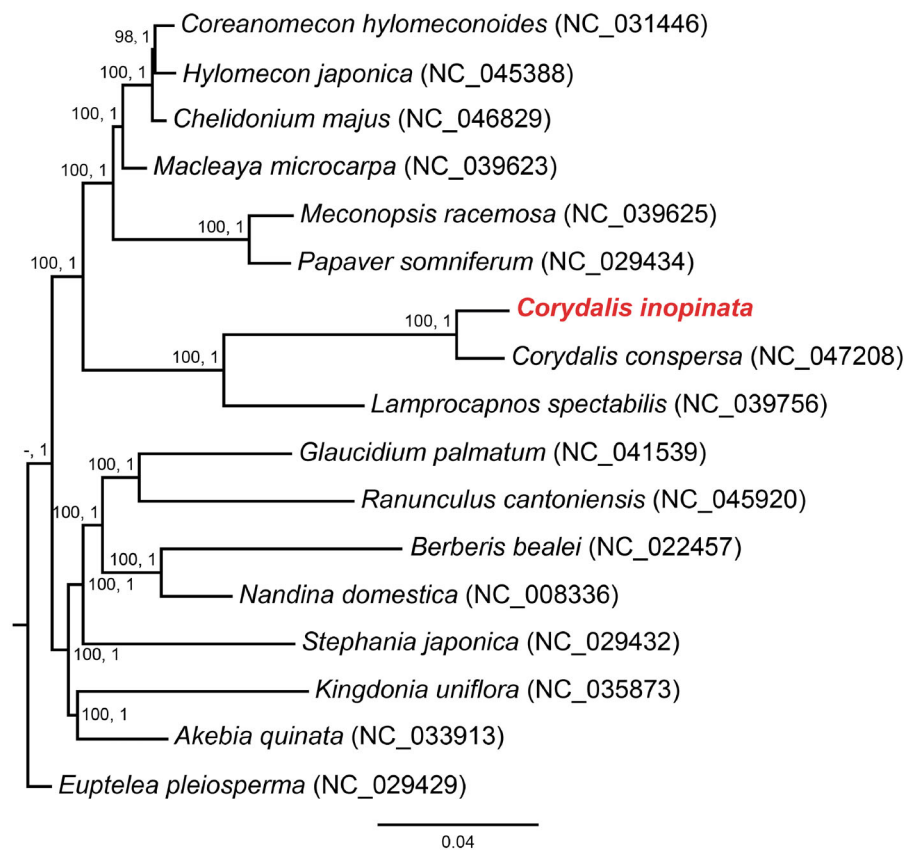 Coreanomecon hylomeconoides (NC_031446)
98, 1
Hylomecon japonica (NC_045388)
100, 1
Chelidonium majus (NC_046829)
100, 1
Macleaya microcarpa (NC_039623)
100, 1
Meconopsis racemosa (NC_039625)
100, 1
Papaver somniferum (NC_029434)
100, 1
Corydalis inopinata
100, 1
Corydalis conspersa (NC_047208)
100, 1
Lamprocapnos spectabilis (NC_039756)
-, 1
Glaucidium palmatum (NC_041539)
100, 1
Ranunculus cantoniensis (NC_045920)
100, 1
Berberis bealei (NC_022457)
100, 1
100, 1
Nandina domestica (NC_008336)
Stephania japonica (NC_029432)
100, 1
Kingdonia uniflora (NC_035873)
100, 1
Akebia quinata (NC_033913)
Euptelea pleiosperma (NC_029429)
0.04